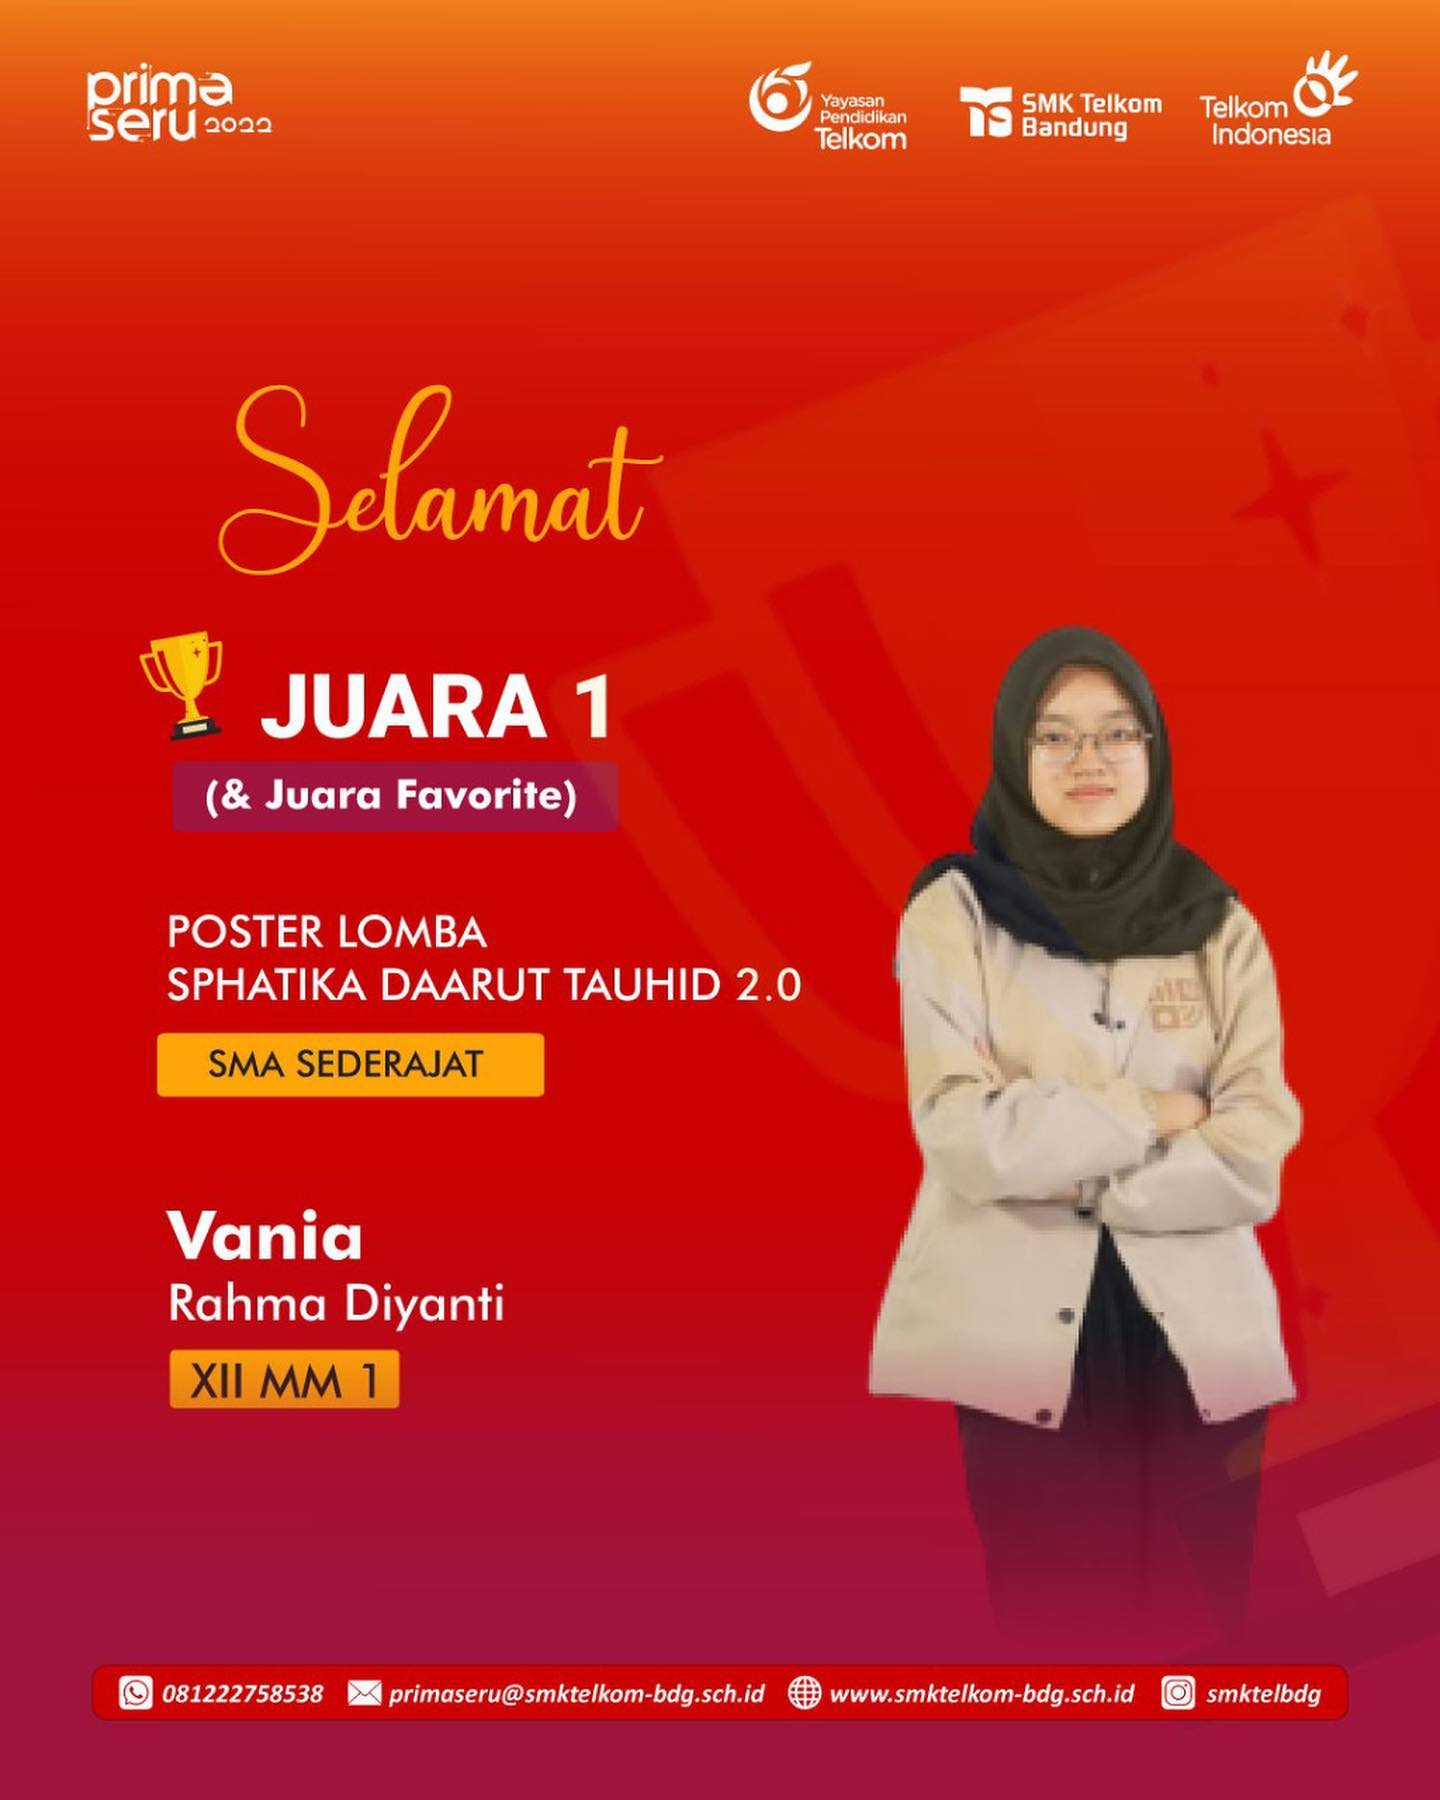 prima
seru 2022
Yayasan
Pendidikan
Telkom
SMK Telkom
Bandung
Telkom
Indonesia
Selamat
JUARA 1
(& Juara Favorite)
POSTER LOMBA
SPHATIKA DAARUT TAUHID 2.0
SMA SEDERAJAT
Vania
Rahma Diyanti
XII MM 1
081222758538 primaseru@smktelkom-bdg.sch.id www.smktelkom-bdg.sch.id smktelbdg